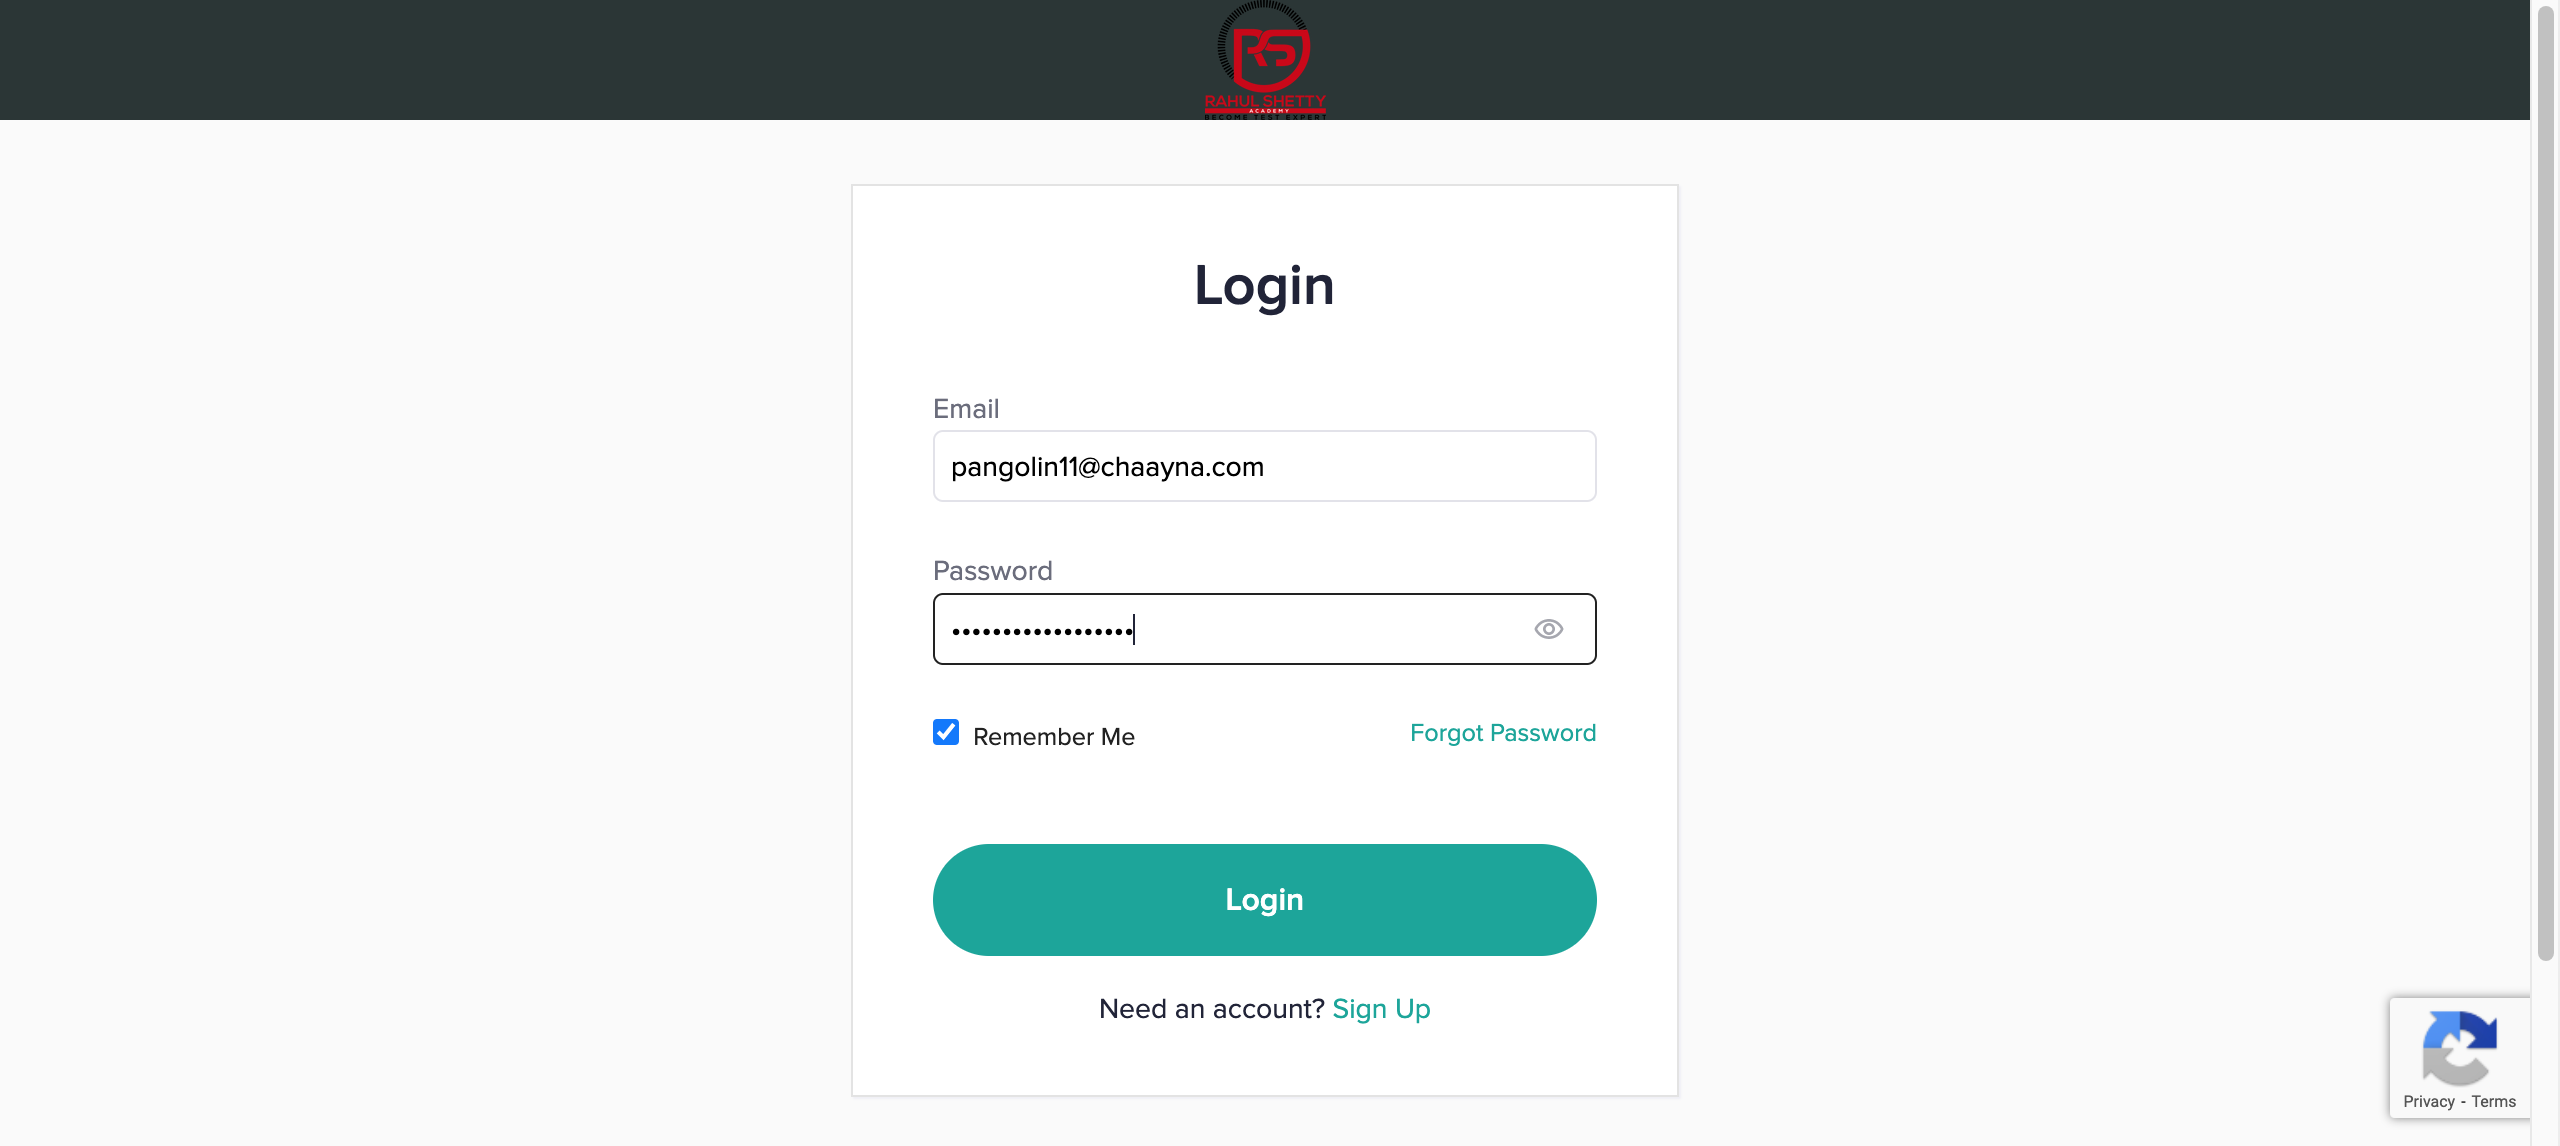 RS
RAHUL SHETTY
ACADEMY
BECOME TEST EXPERT
Login
Email
pangolin11@chaayna.com
Password
••••••••••••••••••
Remember Me
Forgot Password
Login
Need an account? Sign Up
Privacy - Terms